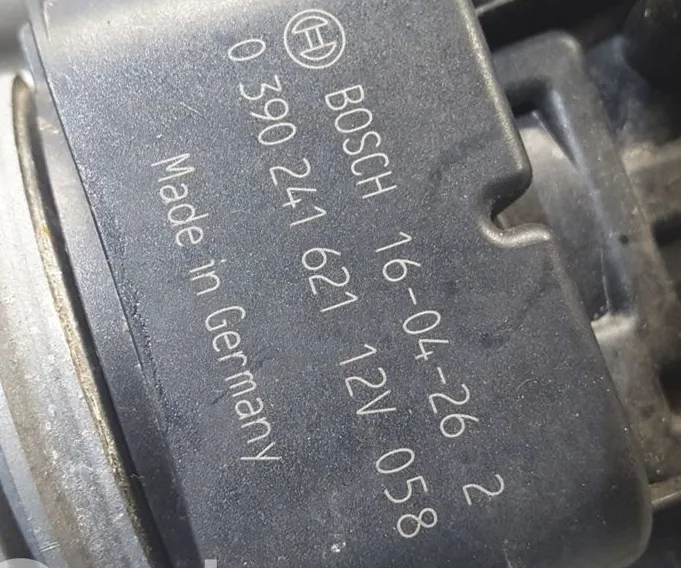 BOSCH 16-04-26 2
0 390 241 621 12V 058
Made in Germany